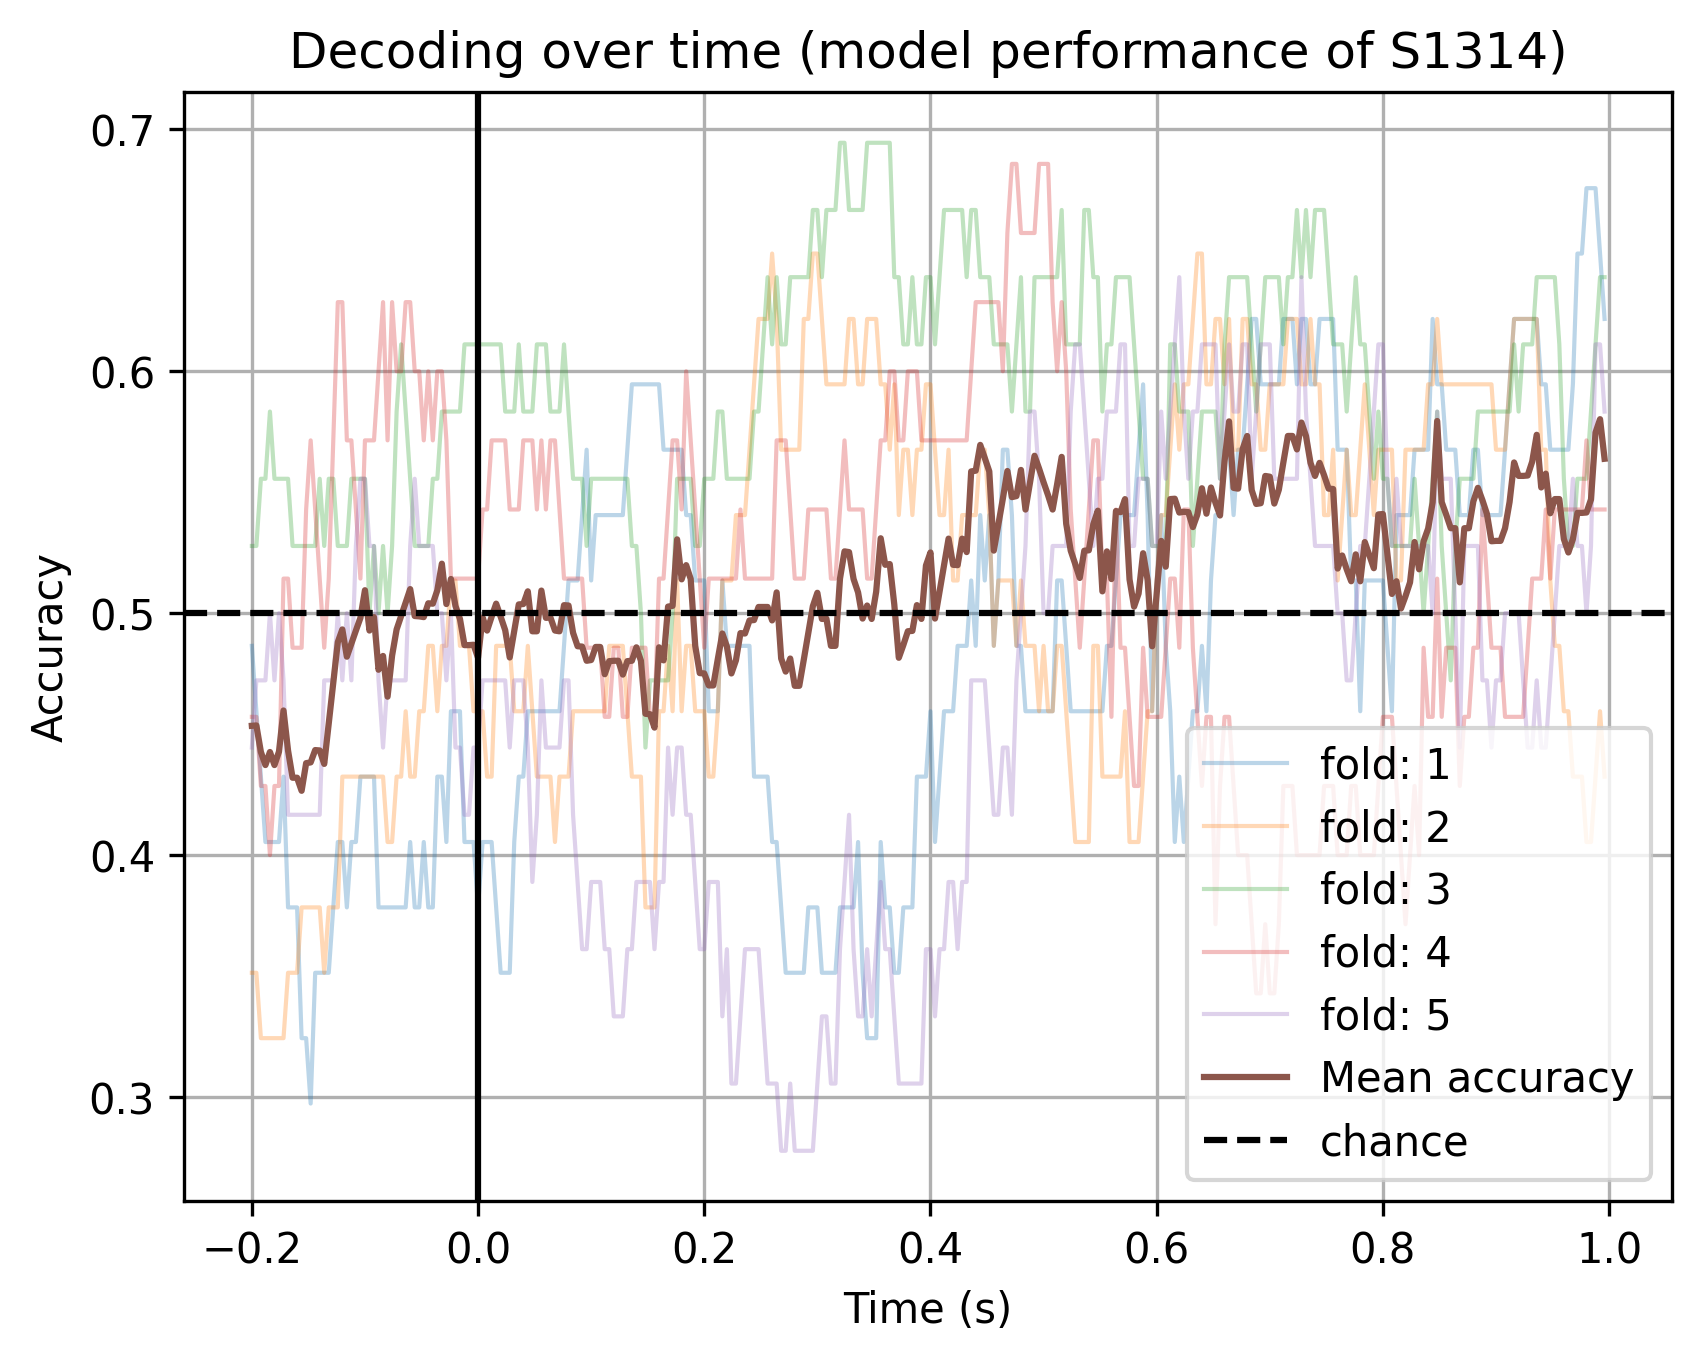 Decoding over time (model performance of S1314)
Accuracy
0.7
0.6
0.5
0.4
0.3
−0.2 0.0 0.2 0.4 0.6 0.8 1.0
Time (s)
fold: 1
fold: 2
fold: 3
fold: 4
fold: 5
Mean accuracy
chance